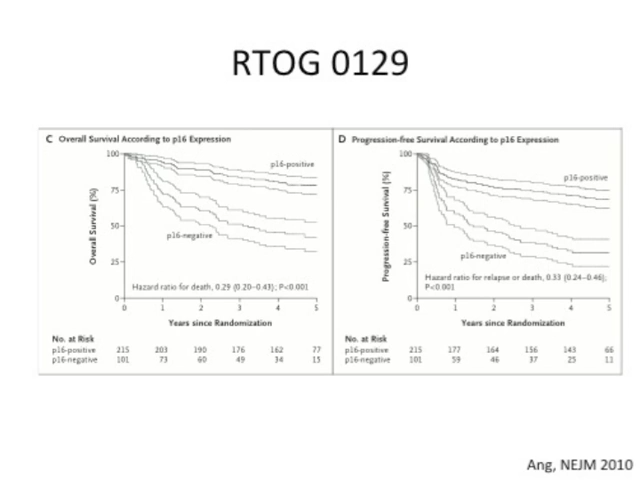 RTOG 0129
C Overall Survival According to p16 Expression
100
75
50
25
0
Overall Survival (%)
p16-positive
p16-negative
Hazard ratio for death, 0.29 (0.20–0.43); P<0.001
0 1 2 3 4 5
Years since Randomization
No. at Risk
p16-positive 215 203 190 176 162 77
p16-negative 101 73 60 49 34 15
D Progression-free Survival According to p16 Expression
100
75
50
25
0
Progression-free Survival (%)
p16-positive
p16-negative
Hazard ratio for relapse or death, 0.33 (0.24–0.46);
P<0.001
0 1 2 3 4 5
Years since Randomization
No. at Risk
p16-positive 215 177 164 156 143 66
p16-negative 101 59 46 37 25 11
Ang, NEJM 2010